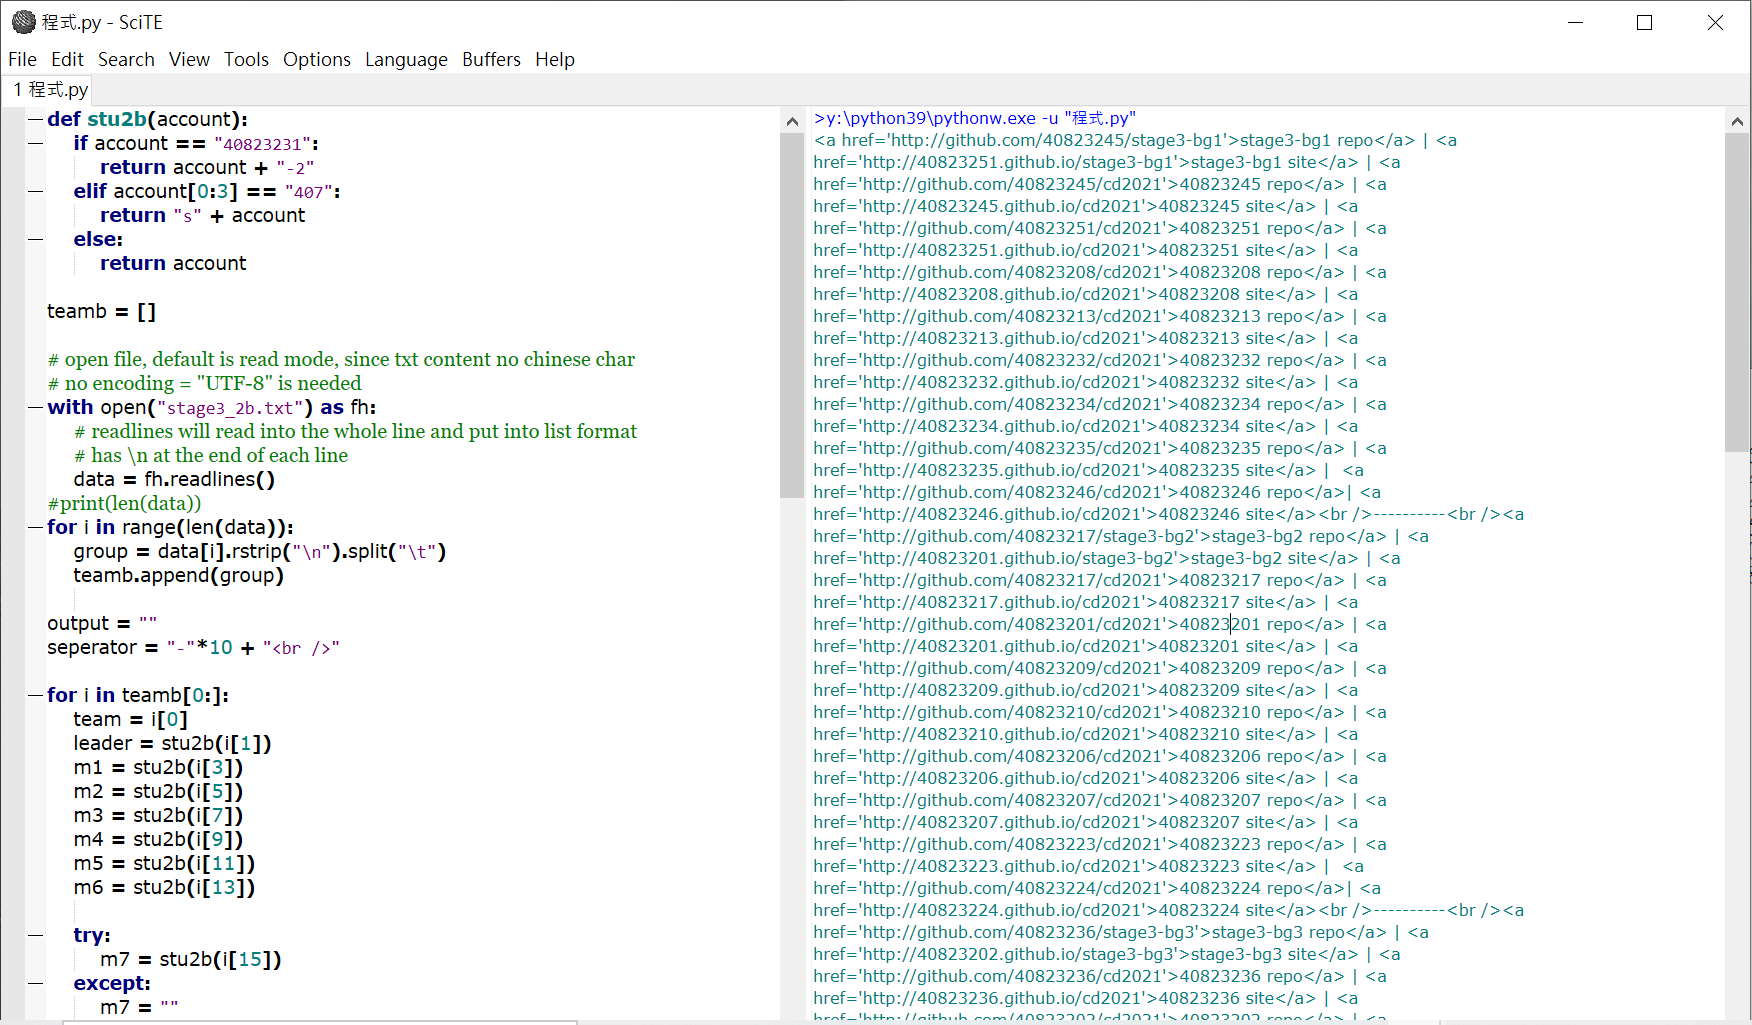 程式.py - SciTE
File Edit Search View Tools Options Language Buffers Help
1 程式.py
def stu2b(account):
    if account == "40823231":
        return account + "-2"
    elif account[0:3] == "407":
        return "s" + account
    else:
        return account
teamb = []
# open file, default is read mode, since txt content no chinese char
# no encoding = "UTF-8" is needed
with open("stage3_2b.txt") as fh:
    # readlines will read into the whole line and put into list format
    # has \n at the end of each line
    data = fh.readlines()
#print(len(data))
for i in range(len(data)):
    group = data[i].rstrip("\n").split("\t")
    teamb.append(group)
output = ""
seperator = "-"*10 + "<br />"
for i in teamb[0:]:
    team = i[0]
    leader = stu2b(i[1])
    m1 = stu2b(i[3])
    m2 = stu2b(i[5])
    m3 = stu2b(i[7])
    m4 = stu2b(i[9])
    m5 = stu2b(i[11])
    m6 = stu2b(i[13])
    try:
        m7 = stu2b(i[15])
    except:
        m7 = ""
>y:\python39\pythonw.exe -u "程式.py"
<a href='http://github.com/40823245/stage3-bg1'>stage3-bg1 repo</a> | <a
href='http://40823251.github.io/stage3-bg1'>stage3-bg1 site</a> | <a
href='http://github.com/40823245/cd2021'>40823245 repo</a> | <a
href='http://40823245.github.io/cd2021'>40823245 site</a> | <a
href='http://github.com/40823251/cd2021'>40823251 repo</a> | <a
href='http://40823251.github.io/cd2021'>40823251 site</a> | <a
href='http://github.com/40823208/cd2021'>40823208 repo</a> | <a
href='http://40823208.github.io/cd2021'>40823208 site</a> | <a
href='http://github.com/40823213/cd2021'>40823213 repo</a> | <a
href='http://40823213.github.io/cd2021'>40823213 site</a> | <a
href='http://github.com/40823232/cd2021'>40823232 repo</a> | <a
href='http://40823232.github.io/cd2021'>40823232 site</a> | <a
href='http://github.com/40823234/cd2021'>40823234 repo</a> | <a
href='http://40823234.github.io/cd2021'>40823234 site</a> | <a
href='http://github.com/40823235/cd2021'>40823235 repo</a> | <a
href='http://40823235.github.io/cd2021'>40823235 site</a> |  <a
href='http://github.com/40823246/cd2021'>40823246 repo</a>| <a
href='http://40823246.github.io/cd2021'>40823246 site</a><br />----------<br /><a
href='http://github.com/40823217/stage3-bg2'>stage3-bg2 repo</a> | <a
href='http://40823201.github.io/stage3-bg2'>stage3-bg2 site</a> | <a
href='http://github.com/40823217/cd2021'>40823217 repo</a> | <a
href='http://40823217.github.io/cd2021'>40823217 site</a> | <a
href='http://github.com/40823201/cd2021'>40823201 repo</a> | <a
href='http://40823201.github.io/cd2021'>40823201 site</a> | <a
href='http://github.com/40823209/cd2021'>40823209 repo</a> | <a
href='http://40823209.github.io/cd2021'>40823209 site</a> | <a
href='http://github.com/40823210/cd2021'>40823210 repo</a> | <a
href='http://40823210.github.io/cd2021'>40823210 site</a> | <a
href='http://github.com/40823206/cd2021'>40823206 repo</a> | <a
href='http://40823206.github.io/cd2021'>40823206 site</a> | <a
href='http://github.com/40823207/cd2021'>40823207 repo</a> | <a
href='http://40823207.github.io/cd2021'>40823207 site</a> | <a
href='http://github.com/40823223/cd2021'>40823223 repo</a> | <a
href='http://40823223.github.io/cd2021'>40823223 site</a> |  <a
href='http://github.com/40823224/cd2021'>40823224 repo</a>| <a
href='http://40823224.github.io/cd2021'>40823224 site</a><br />----------<br /><a
href='http://github.com/40823236/stage3-bg3'>stage3-bg3 repo</a> | <a
href='http://40823202.github.io/stage3-bg3'>stage3-bg3 site</a> | <a
href='http://github.com/40823236/cd2021'>40823236 repo</a> | <a
href='http://40823236.github.io/cd2021'>40823236 site</a> | <a
href='http://github.com/40823202/cd2021'>40823202 repo</a> | <a